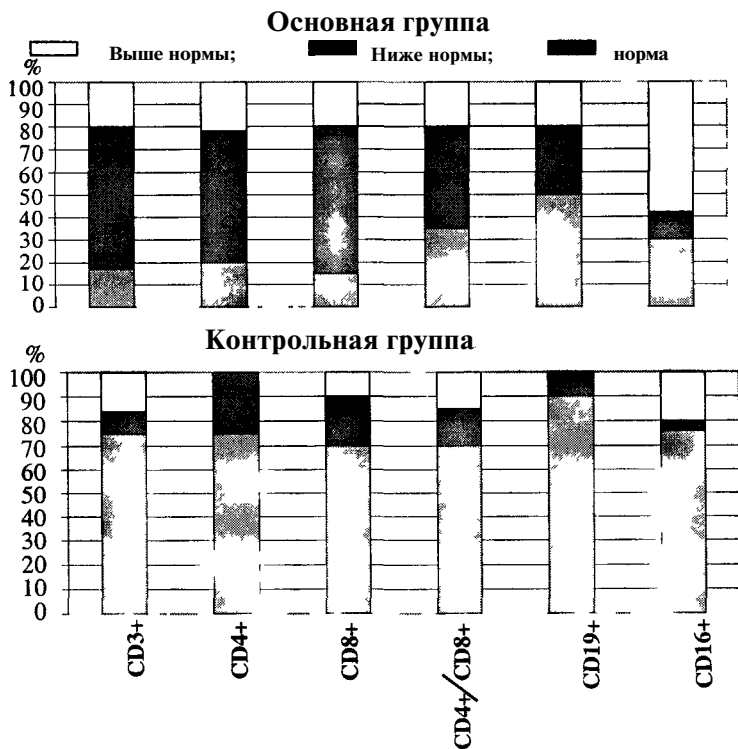 Основная группа
Выше нормы; Ниже нормы; норма
%
100
90
80
70
60
50
40
30
20
10
0
Контрольная группа
%
100
90
80
70
60
50
40
30
20
10
0
CD3+
CD4+
CD8+
CD4+/CD8+
CD19+
CD16+